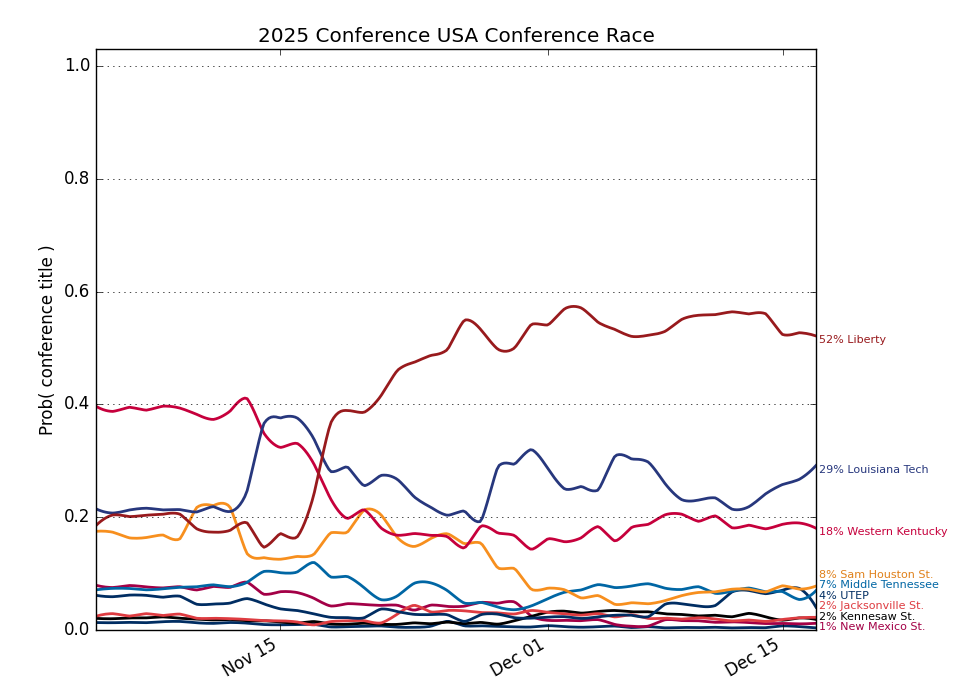 2025 Conference USA Conference Race
Prob( conference title )
1.0
0.8
0.6
0.4
0.2
0.0
Nov 15
Dec 01
Dec 15
52% Liberty
29% Louisiana Tech
18% Western Kentucky
8% Sam Houston St.
7% Middle Tennessee
4% UTEP
2% Jacksonville St.
2% Kennesaw St.
1% New Mexico St.